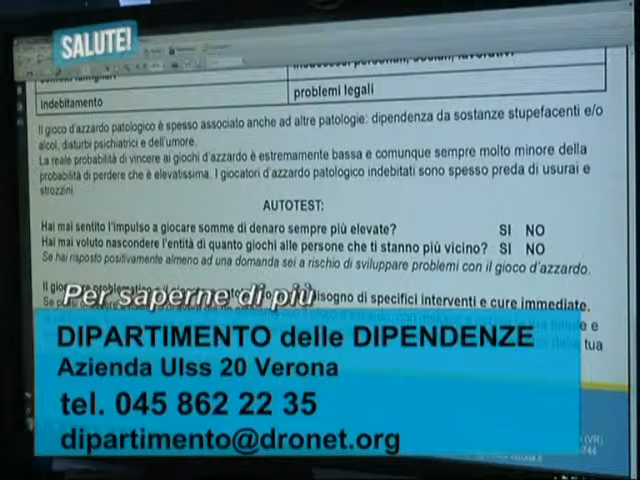 SALUTE!
indebitamento
problemi legali
Il gioco d'azzardo patologico è spesso associato anche ad altre patologie: dipendenza da sostanze stupefacenti e/o
alcol, disturbi psichiatrici e dell'umore.
La reale probabilità di vincere ai giochi d'azzardo è estremamente bassa e comunque sempre molto minore della
probabilità di perdere che è elevatissima. I giocatori d'azzardo patologico indebitati sono spesso preda di usurai e
strozzini.
AUTOTEST:
Hai mai sentito l'impulso a giocare somme di denaro sempre più elevate? SI NO
Hai mai voluto nascondere l'entità di quanto giochi alle persone che ti stanno più vicino? SI NO
Se hai risposto positivamente almeno ad una domanda sei a rischio di sviluppare problemi con il gioco d'azzardo.
bisogno di specifici interventi e cure immediate.
Per saperne di più
DIPARTIMENTO delle DIPENDENZE
Azienda Ulss 20 Verona
tel. 045 862 22 35
dipartimento@dronet.org
e
tua
(VR)